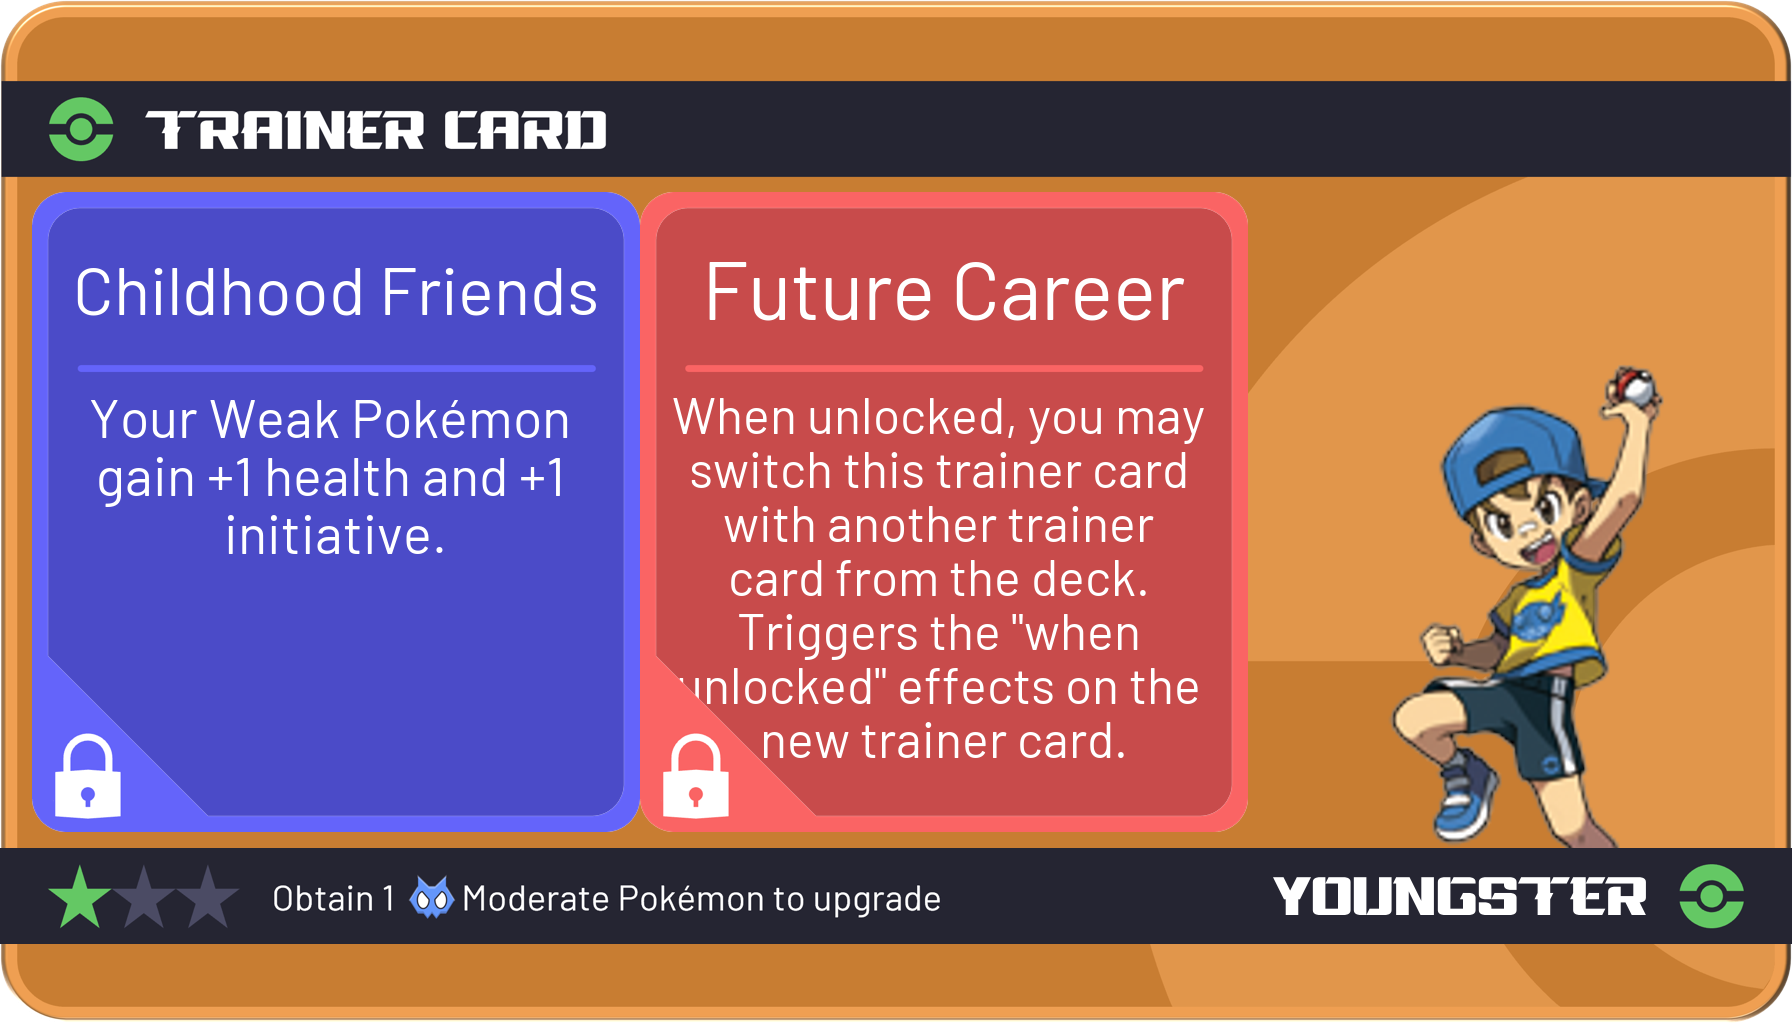 TRAINER CARD
Childhood Friends
Your Weak Pokémon
gain +1 health and +1
initiative.
Future Career
When unlocked, you may
switch this trainer card
with another trainer
card from the deck.
Triggers the "when
unlocked" effects on the
new trainer card.
Obtain 1 Moderate Pokémon to upgrade
YOUNGSTER